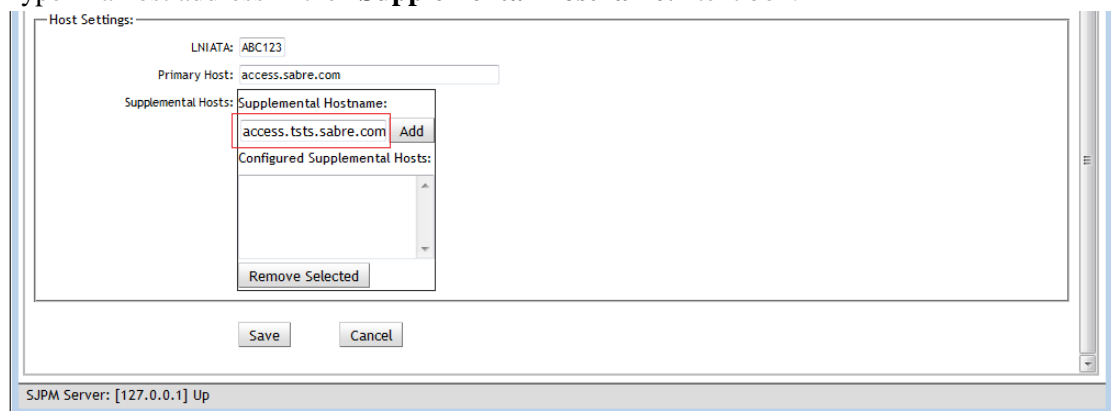 Host Settings:
LNIATA: ABC123
Primary Host: access.sabre.com
Supplemental Hosts: Supplemental Hostname:
access.tsts.sabre.com Add
Configured Supplemental Hosts:
Remove Selected
Save Cancel
SJPM Server: [127.0.0.1] Up